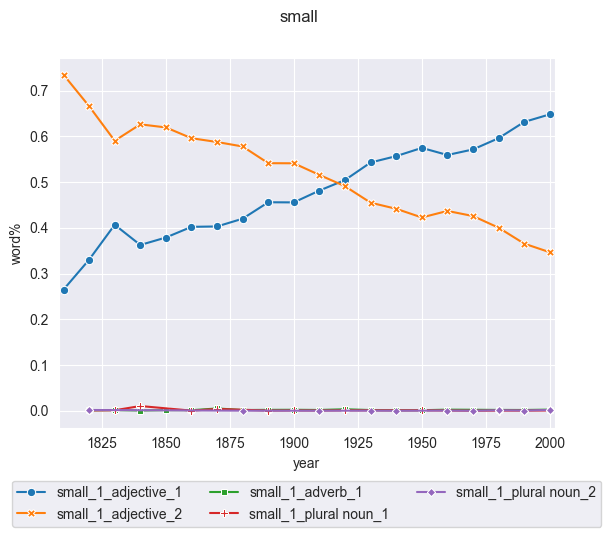 small
0.7
0.6
0.5
0.4
0.3
0.2
0.1
0.0
word%
1825 1850 1875 1900 1925 1950 1975 2000
year
small_1_adjective_1 small_1_adverb_1 small_1_plural noun_2
small_1_adjective_2 small_1_plural noun_1